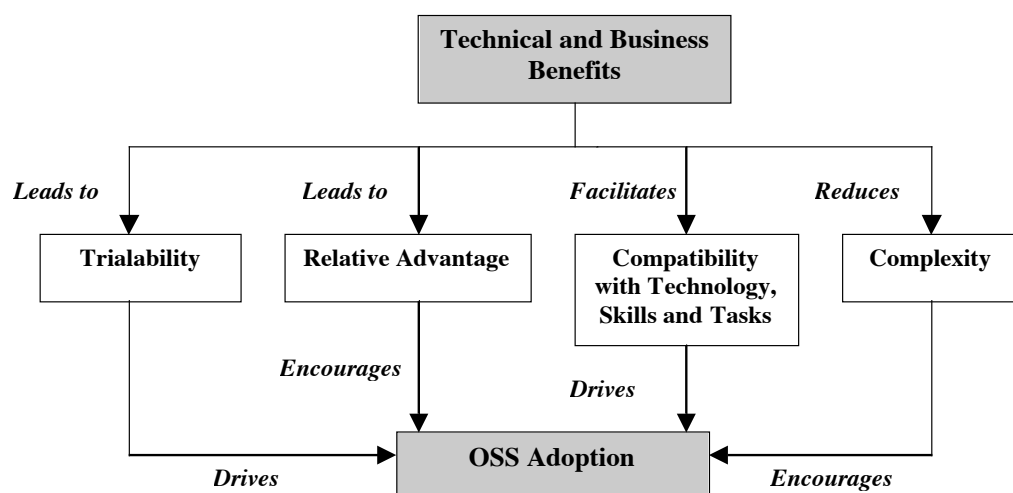 Technical and Business
Benefits
Leads to
Leads to
Facilitates
Reduces
Trialability
Relative Advantage
Compatibility
with Technology,
Skills and Tasks
Complexity
Encourages
Drives
OSS Adoption
Drives
Encourages